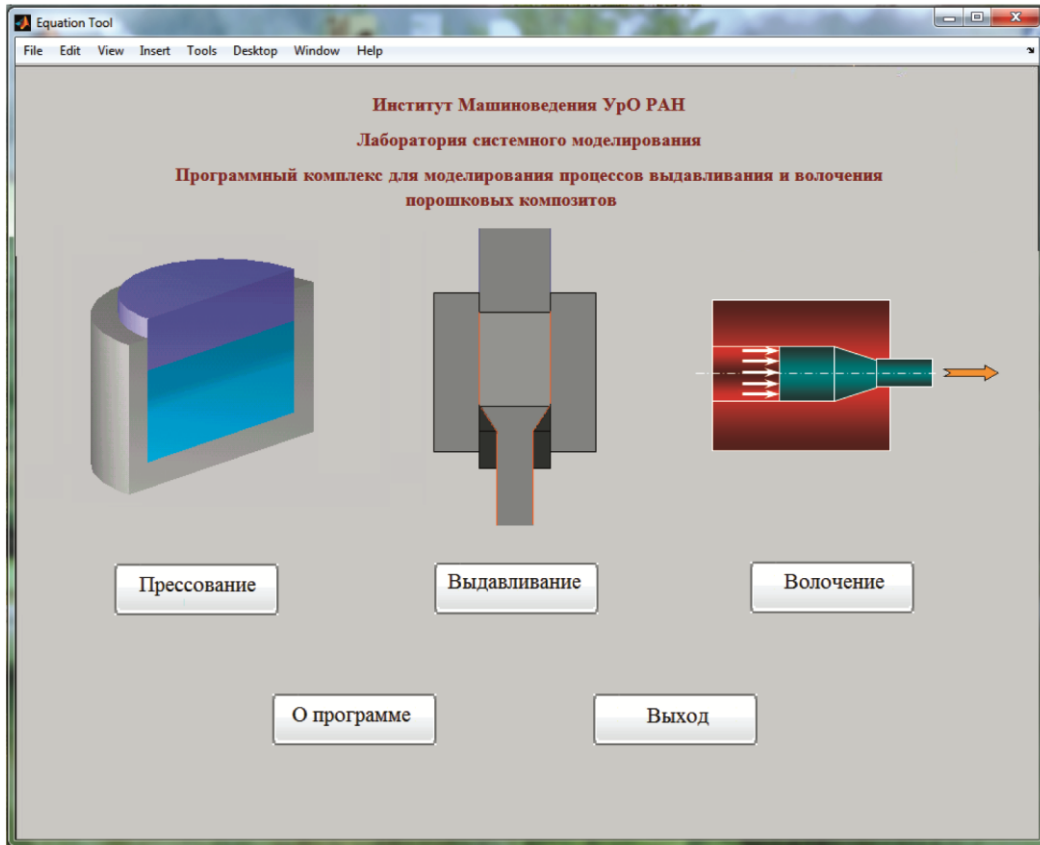 Equation Tool
File Edit View Insert Tools Desktop Window Help
Институт Машиноведения УрО РАН
Лаборатория системного моделирования
Программный комплекс для моделирования процессов выдавливания и волочения
порошковых композитов
Прессование
Выдавливание
Волочение
О программе
Выход